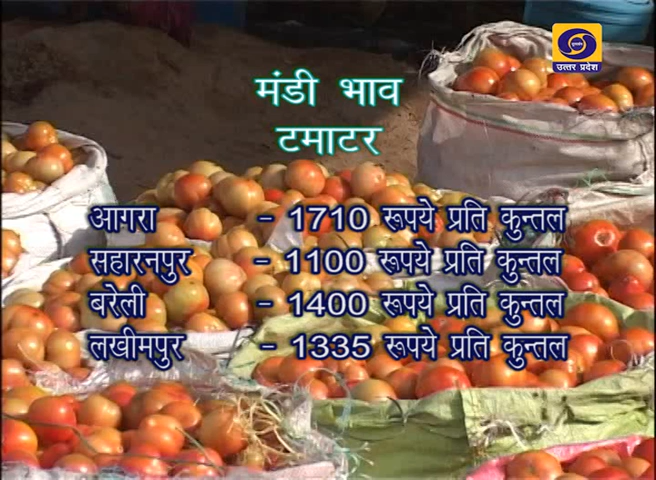 उत्तर प्रदेश
मंडी भाव
टमाटर
आगरा - 1710 रूपये प्रति कुन्तल
सहारनपुर - 1100 रूपये प्रति कुन्तल
बरेली - 1400 रूपये प्रति कुन्तल
लखीमपुर - 1335 रूपये प्रति कुन्तल